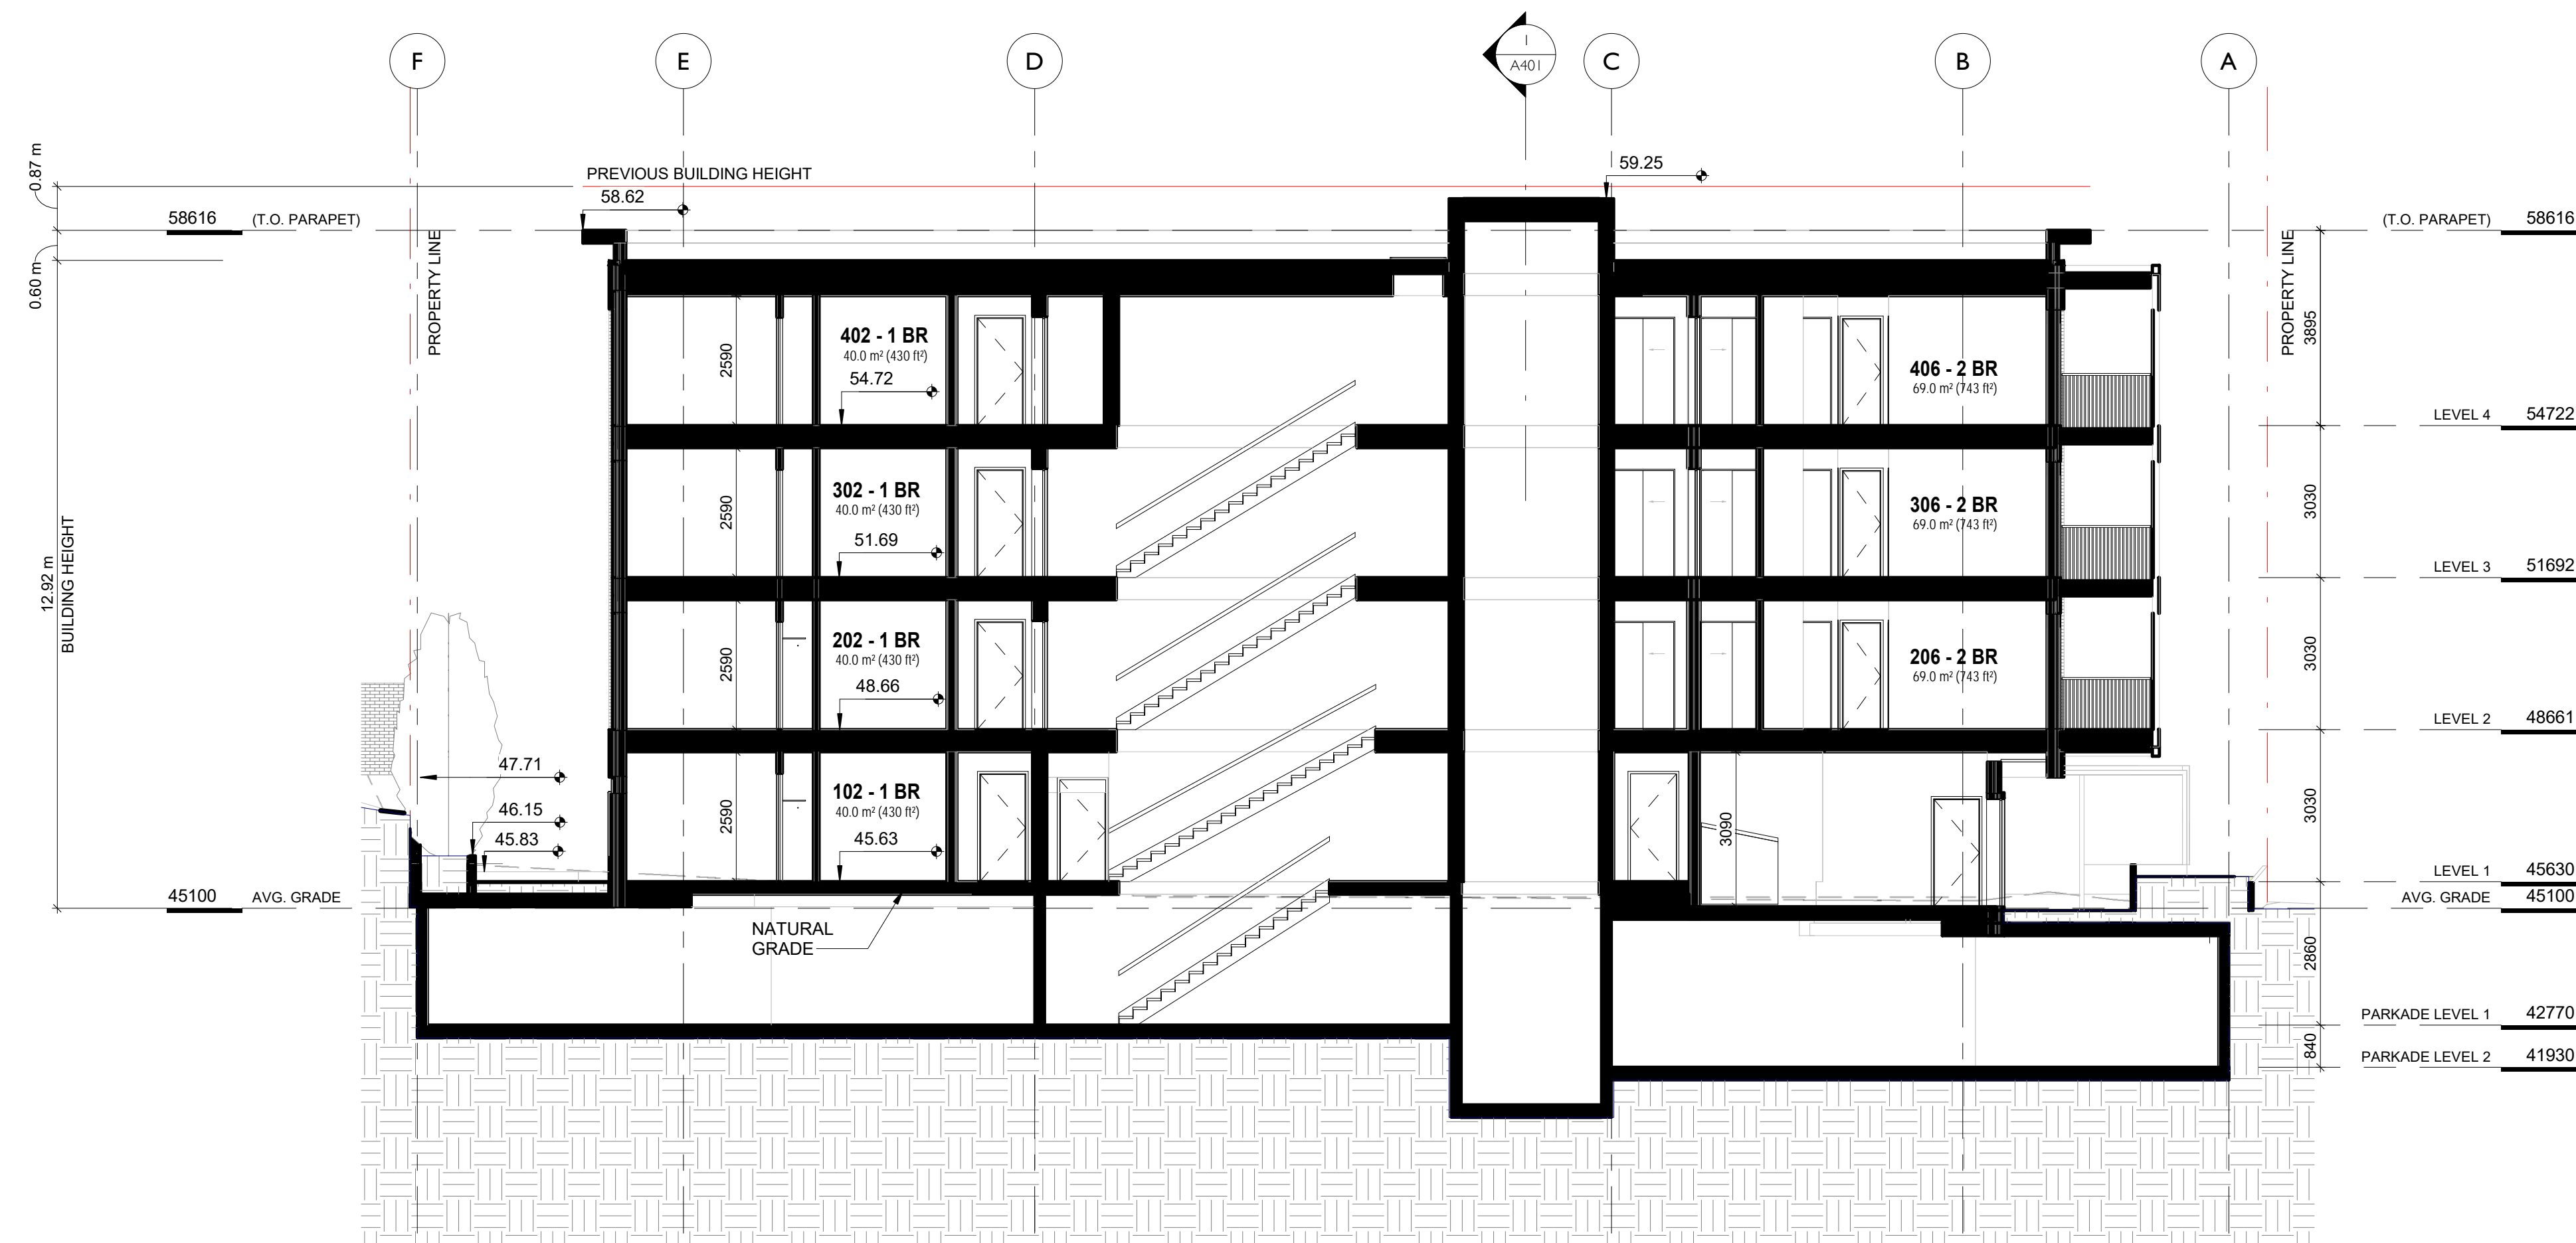 F
E
D
1
A401
C
B
A
0.87 m
PREVIOUS BUILDING HEIGHT
59.25
58.62
58616 (T.O. PARAPET)
(T.O. PARAPET) 58616
0.60 m
PROPERTY LINE
PROPERTY LINE
3895
2590
402 - 1 BR
40.0 m² (430 ft²)
54.72
406 - 2 BR
69.0 m² (743 ft²)
LEVEL 4 54722
2590
302 - 1 BR
40.0 m² (430 ft²)
51.69
306 - 2 BR
69.0 m² (743 ft²)
3030
LEVEL 3 51692
12.92 m
BUILDING HEIGHT
2590
202 - 1 BR
40.0 m² (430 ft²)
48.66
206 - 2 BR
69.0 m² (743 ft²)
3030
LEVEL 2 48661
47.71
46.15
45.83
2590
102 - 1 BR
40.0 m² (430 ft²)
45.63
3090
3030
LEVEL 1 45630
45100 AVG. GRADE
AVG. GRADE 45100
NATURAL
GRADE
2860
PARKADE LEVEL 1 42770
840
PARKADE LEVEL 2 41930